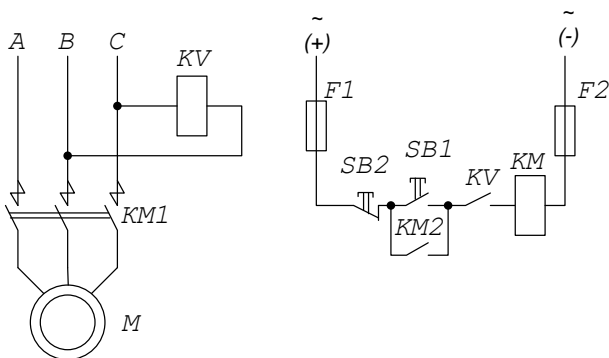 ~ ~
(+) (-)
A B C
KV
F1 F2
SB1
SB2 KV KM
KM1 KM2
M